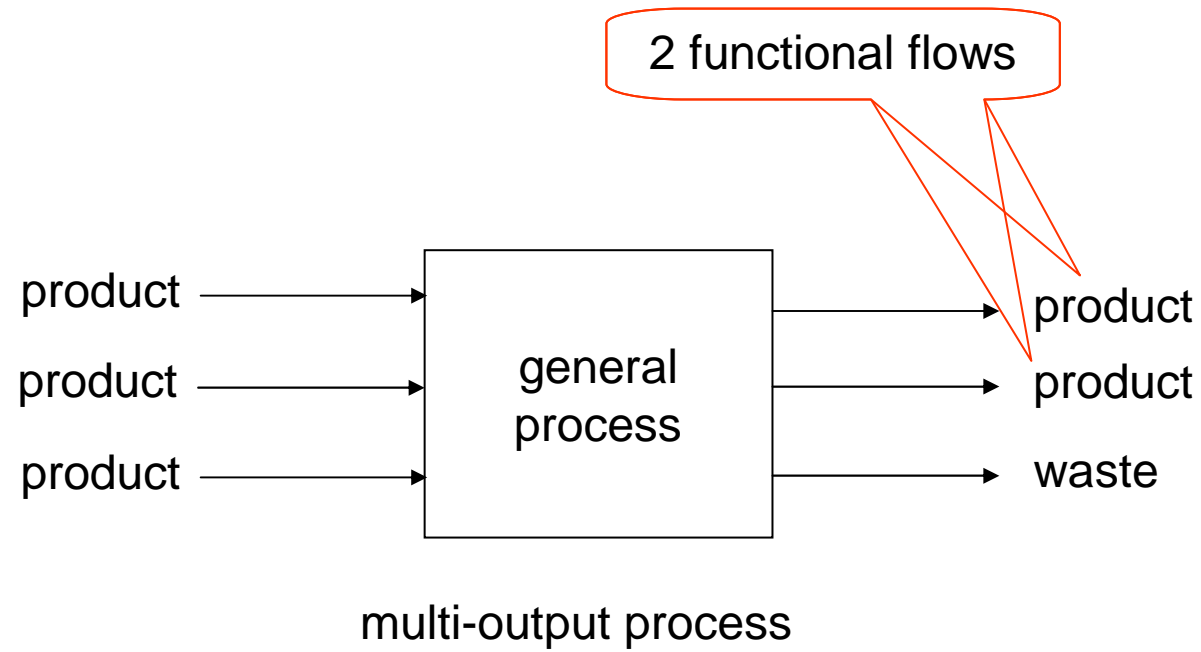 2 functional flows
product
product
product
general
process
product
product
waste
multi-output process